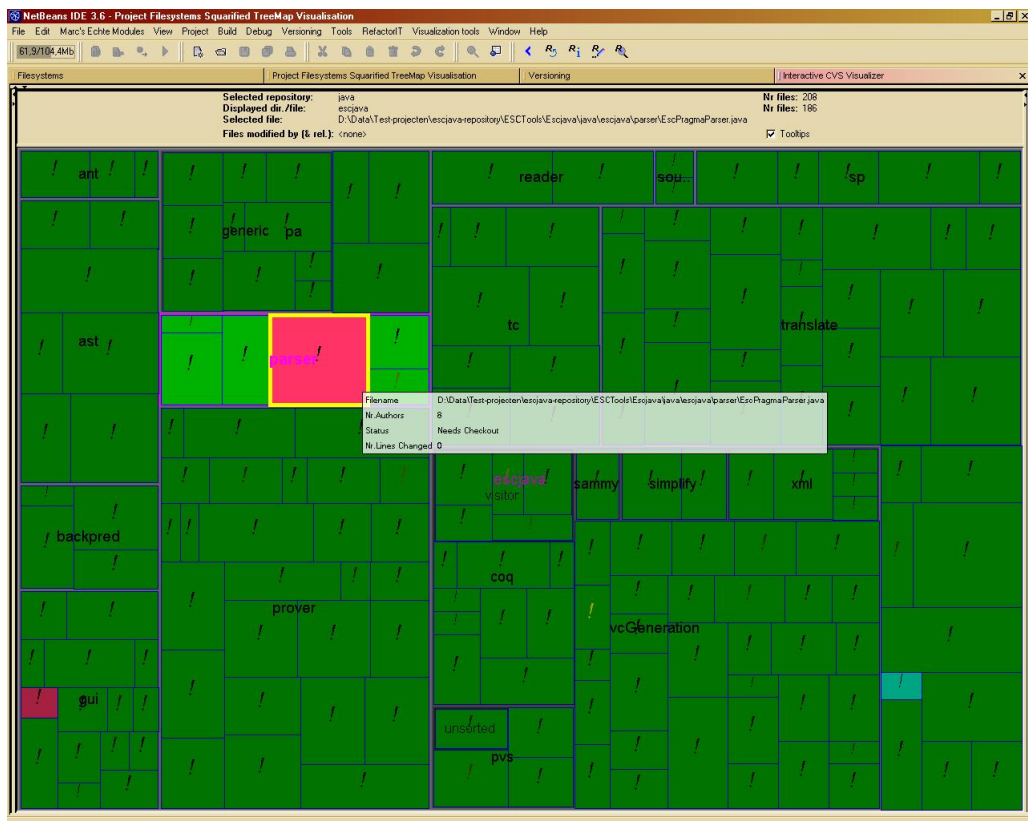 NetBeans IDE 3.6 - Project Filesystems Squarified TreeMap Visualisation
File Edit Marc's Echte Modules View Project Build Debug Versioning Tools RefactorIT Visualization tools Window Help
61,9/104,4Mb
Filesystems Project Filesystems Squarified TreeMap Visualisation Versioning Interactive CVS Visualizer
Selected repository: java Nr files: 208
Displayed dir./file: escjava Nr files: 186
Selected file: D:\Data\Test-projecten\escjava-repository\ESCTools\Escjava\java\escjava\parser\EscPragmaParser.java
Files modified by (& rel.): <none> Tooltips
ant reader sou.. sp
generic pa
tc translate
ast parser
Filename D:\Data\Test-projecten\escjava-repository\ESCTools\Escjava\java\escjava\parser\EscPragmaParser.java
Nr.Authors 8
Status Needs Checkout
Nr.Lines Changed 0
escjava
visitor sammy simplify xml
backpred
coq
prover
vcGeneration
gui
unsorted
pvs